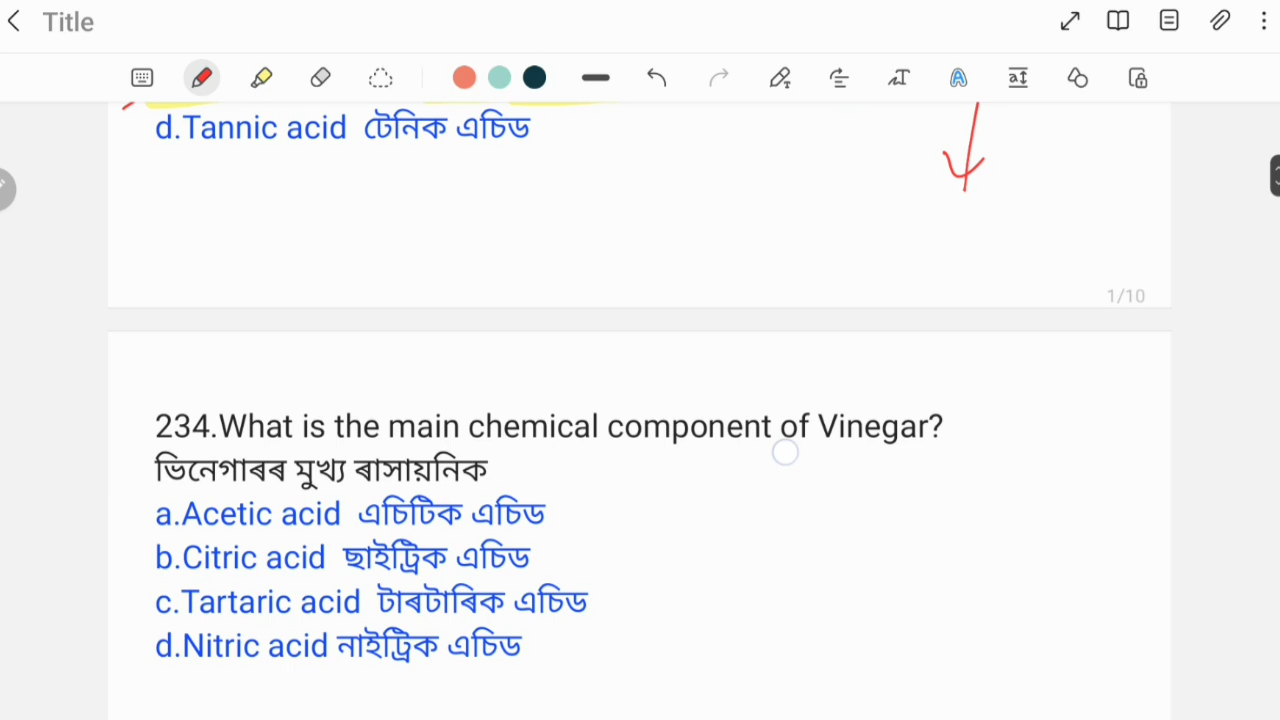 Title
d.Tannic acid টেনিক এচিড
1/10
234.What is the main chemical component of Vinegar?
ভিনেগাৰৰ মুখ্য ৰাসায়নিক
a.Acetic acid এচিটিক এচিড
b.Citric acid ছাইট্রিক এচিড
c.Tartaric acid টাৰটাৰিক এচিড
d.Nitric acid নাইট্রিক এচিড